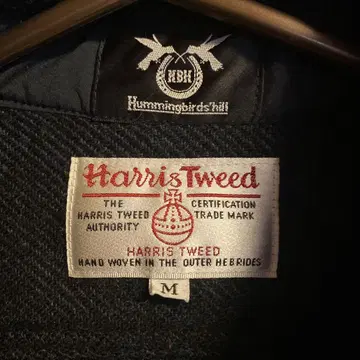 HBH
Hummingbirds'hill
Harris Tweed
THE CERTIFICATION
HARRIS TWEED TRADE MARK
AUTHORITY
HARRIS TWEED
HAND WOVEN IN THE OUTER HEBRIDES
M